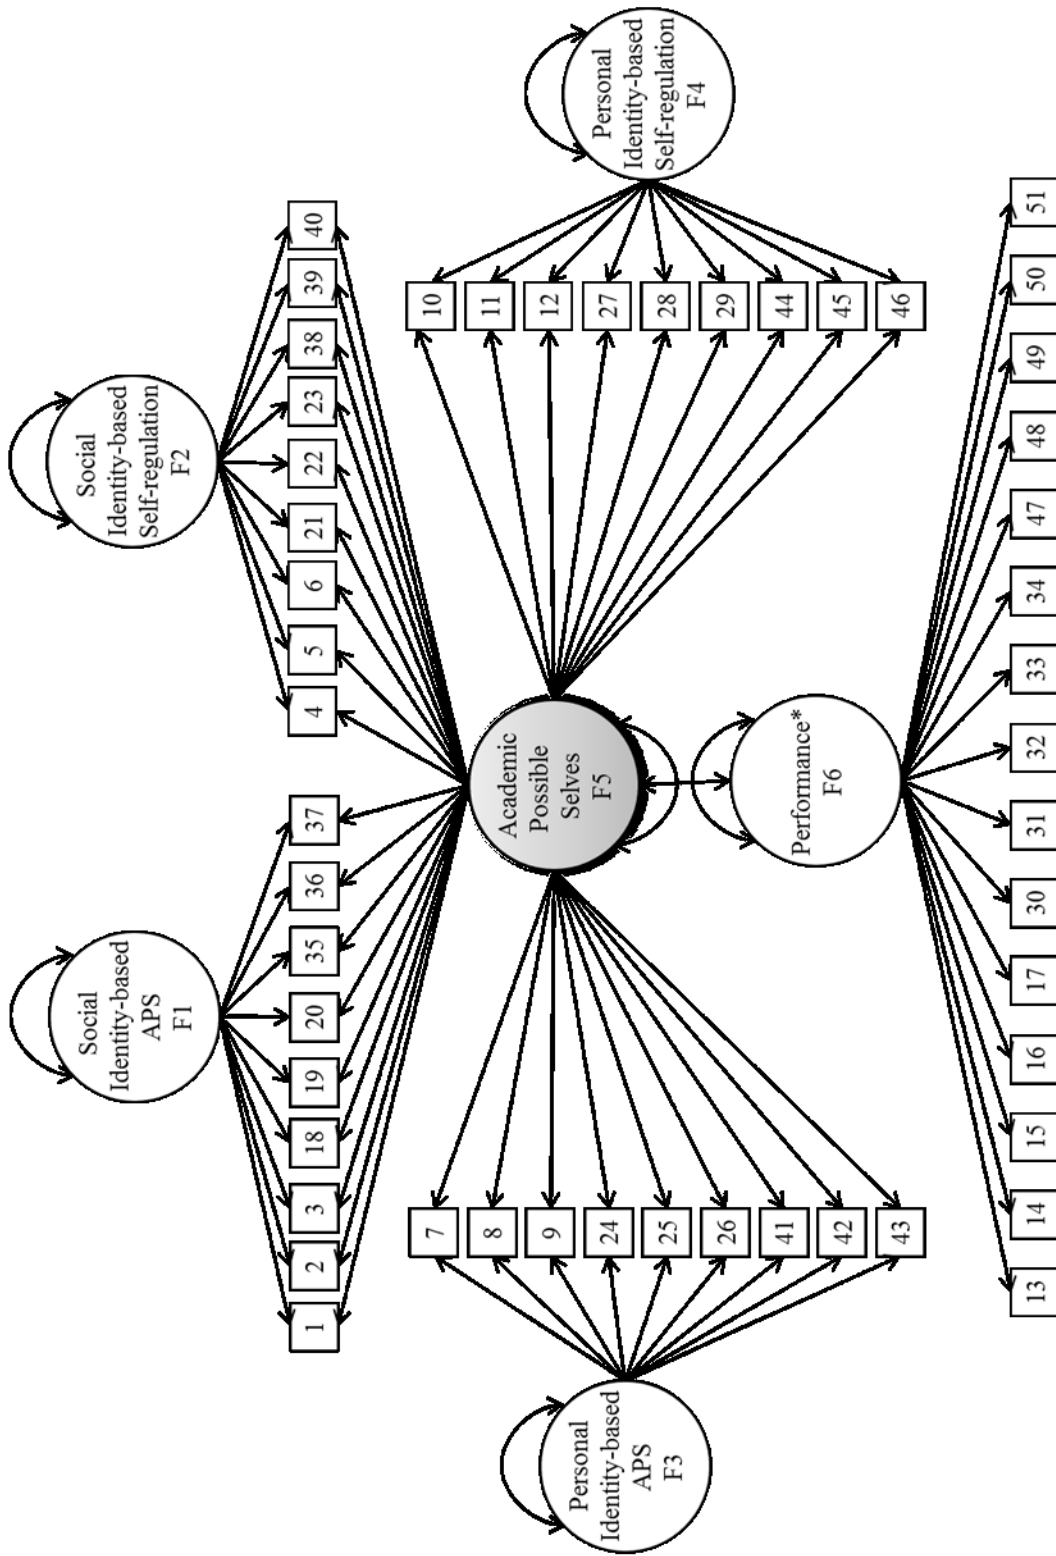 Social
Identity-based
APS
F1
Social
Identity-based
Self-regulation
F2
1
2
3
18
19
20
35
36
37
4
5
6
21
22
23
38
39
40
Personal
Identity-based
APS
F3
7
8
9
24
25
26
41
42
43
Academic
Possible
Selves
F5
10
11
12
27
28
29
44
45
46
Personal
Identity-based
Self-regulation
F4
Performance*
F6
13
14
15
16
17
30
31
32
33
34
47
48
49
50
51